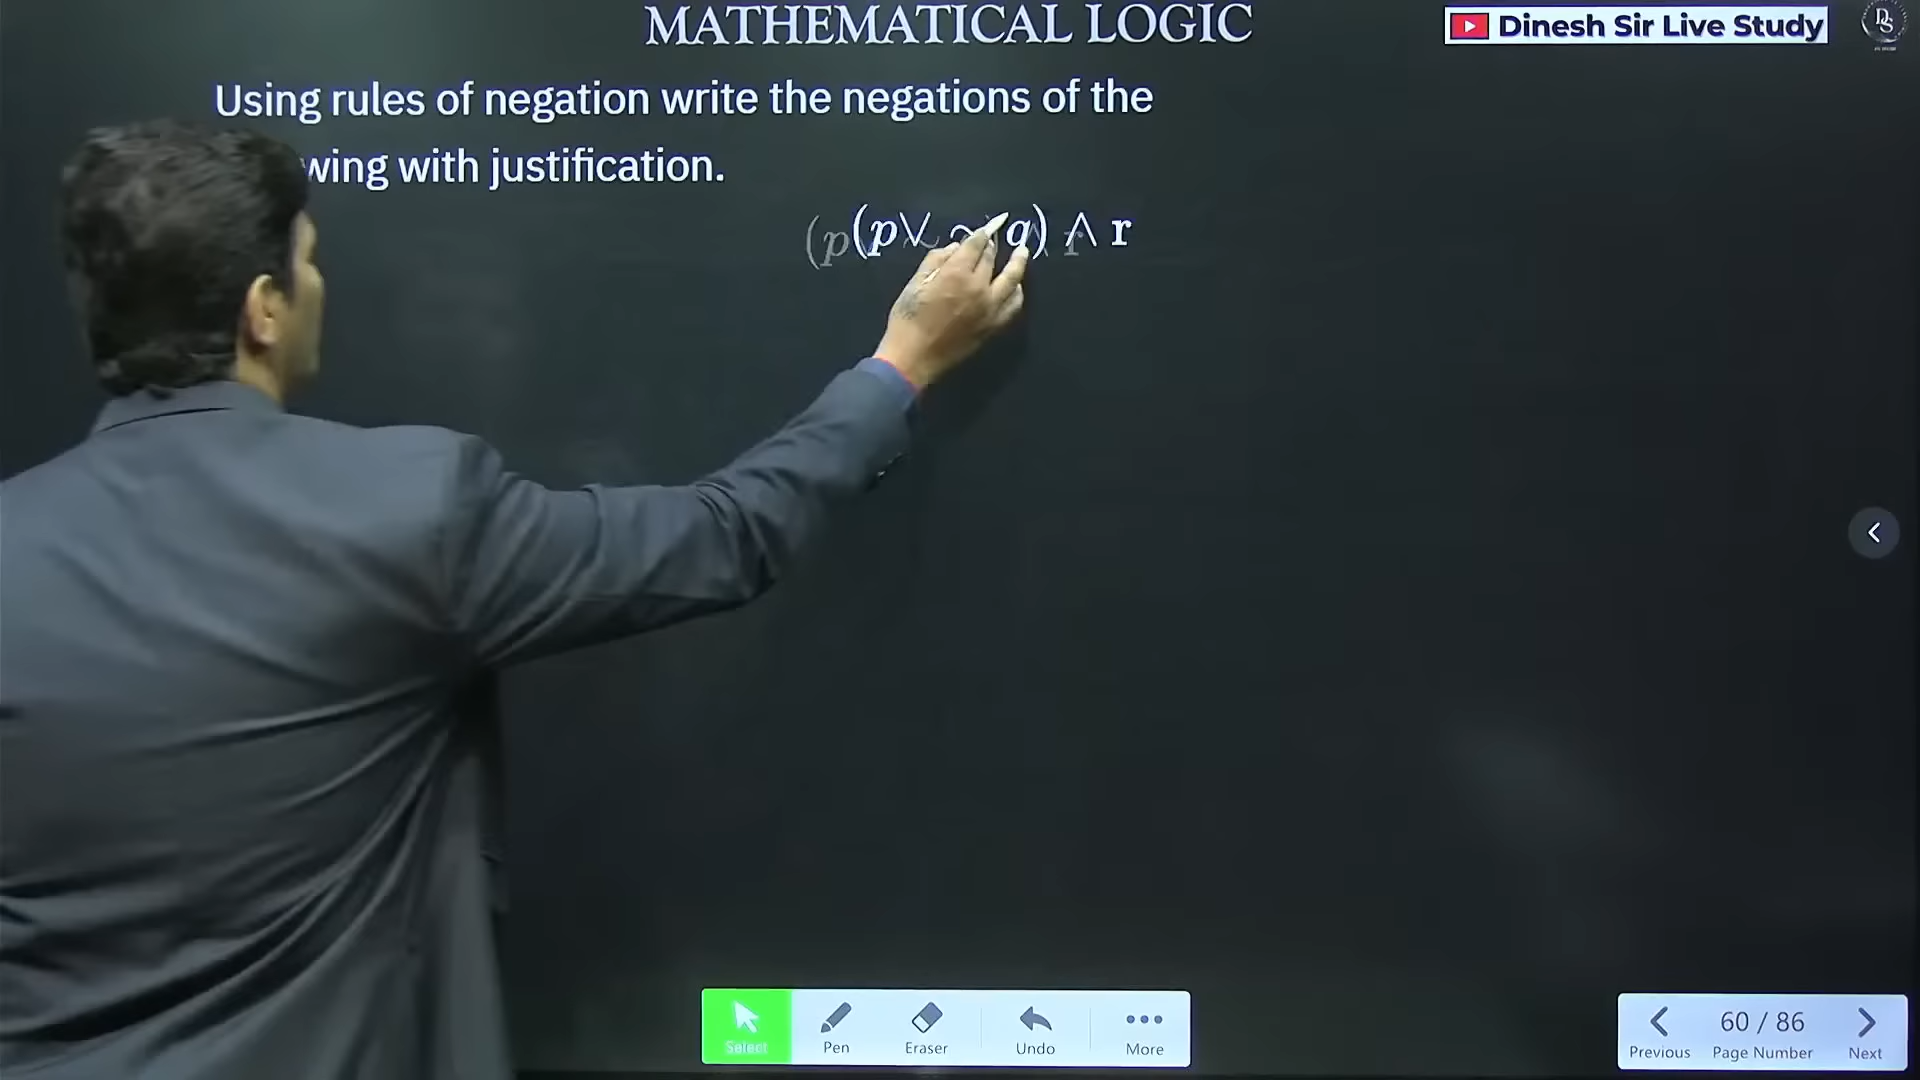 MATHEMATICAL LOGIC
Dinesh Sir Live Study
DS
Using rules of negation write the negations of the
wing with justification.
(p∨ ~ q) ∧ r
Select
Pen
Eraser
Undo
More
60 / 86
Previous
Page Number
Next